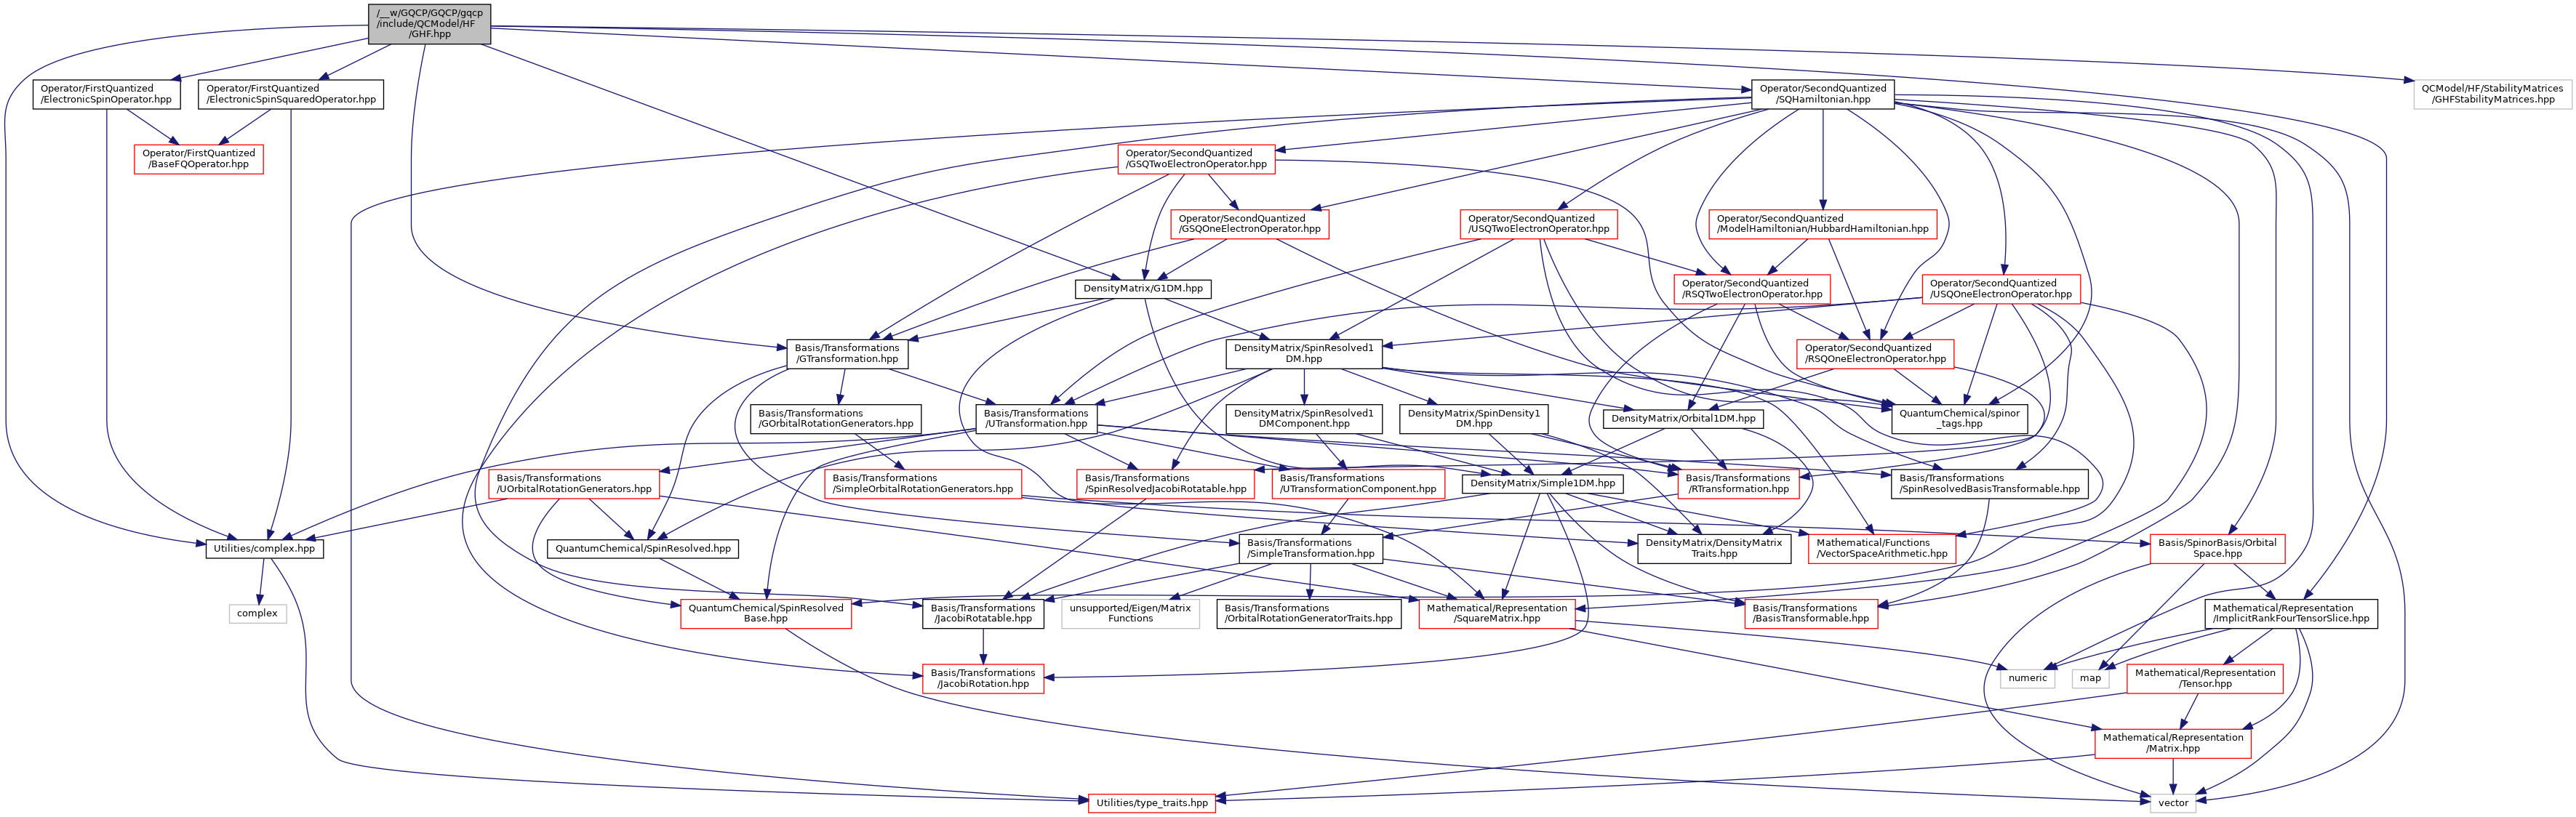 /__w/GQCP/GQCP/gqcp
/include/QCModel/HF
/GHF.hpp
Operator/FirstQuantized
/ElectronicSpinOperator.hpp
Operator/FirstQuantized
/ElectronicSpinSquaredOperator.hpp
Operator/SecondQuantized
/SQHamiltonian.hpp
QCModel/HF/StabilityMatrices
/GHFStabilityMatrices.hpp
Operator/FirstQuantized
/BaseFQOperator.hpp
Operator/SecondQuantized
/GSQTwoElectronOperator.hpp
Operator/SecondQuantized
/GSQOneElectronOperator.hpp
Operator/SecondQuantized
/USQTwoElectronOperator.hpp
Operator/SecondQuantized
/ModelHamiltonian/HubbardHamiltonian.hpp
DensityMatrix/G1DM.hpp
Operator/SecondQuantized
/RSQTwoElectronOperator.hpp
Operator/SecondQuantized
/USQOneElectronOperator.hpp
Basis/Transformations
/GTransformation.hpp
DensityMatrix/SpinResolved1
DM.hpp
Operator/SecondQuantized
/RSQOneElectronOperator.hpp
Basis/Transformations
/GOrbitalRotationGenerators.hpp
Basis/Transformations
/UTransformation.hpp
DensityMatrix/SpinResolved1
DMComponent.hpp
DensityMatrix/SpinDensity1
DM.hpp
DensityMatrix/Orbital1DM.hpp
QuantumChemical/spinor
_tags.hpp
Basis/Transformations
/UOrbitalRotationGenerators.hpp
Basis/Transformations
/SimpleOrbitalRotationGenerators.hpp
Basis/Transformations
/SpinResolvedJacobiRotatable.hpp
Basis/Transformations
/UTransformationComponent.hpp
DensityMatrix/Simple1DM.hpp
Basis/Transformations
/RTransformation.hpp
Basis/Transformations
/SpinResolvedBasisTransformable.hpp
Utilities/complex.hpp
QuantumChemical/SpinResolved.hpp
Basis/Transformations
/SimpleTransformation.hpp
DensityMatrix/DensityMatrix
Traits.hpp
Mathematical/Functions
/VectorSpaceArithmetic.hpp
Basis/SpinorBasis/Orbital
Space.hpp
complex
QuantumChemical/SpinResolved
Base.hpp
Basis/Transformations
/JacobiRotatable.hpp
unsupported/Eigen/Matrix
Functions
Basis/Transformations
/OrbitalRotationGeneratorTraits.hpp
Mathematical/Representation
/SquareMatrix.hpp
Basis/Transformations
/BasisTransformable.hpp
Mathematical/Representation
/ImplicitRankFourTensorSlice.hpp
Basis/Transformations
/JacobiRotation.hpp
numeric
map
Mathematical/Representation
/Tensor.hpp
Mathematical/Representation
/Matrix.hpp
Utilities/type_traits.hpp
vector